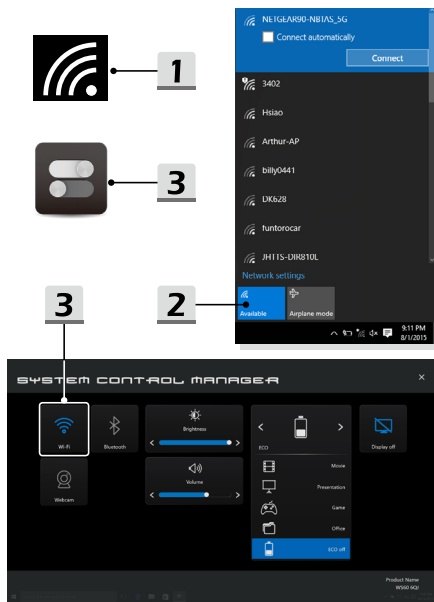 1
3
3
2
NETGEAR90-NBTAS_5G
Connect automatically
Connect
3402
Hsiao
Arthur-AP
billy0441
DK628
funtorocar
JHTTS-DIR810L
Network settings
Available
Airplane mode
9:11 PM
8/1/2015
SYSTEM CONTROL MANAGER
Wi-Fi
Bluetooth
Brightness
ECO
Display off
Webcam
Volume
Movie
Presentation
Game
Office
ECO off
Product Name
WS60 6QJ